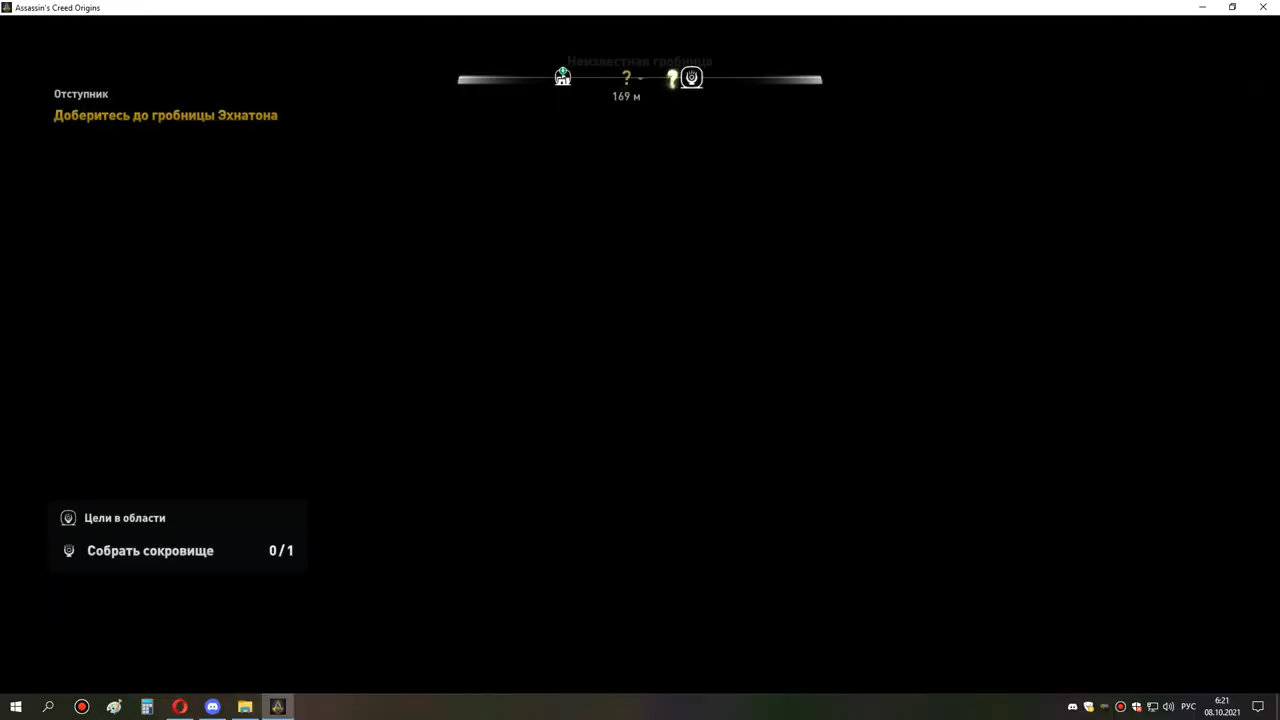 Assassin's Creed Origins
Неизвестная гробница
169 м
Отступник
Доберитесь до гробницы Эхнатона
Цели в области
Собрать сокровище 0/1
РУС
6:21
08.10.2021